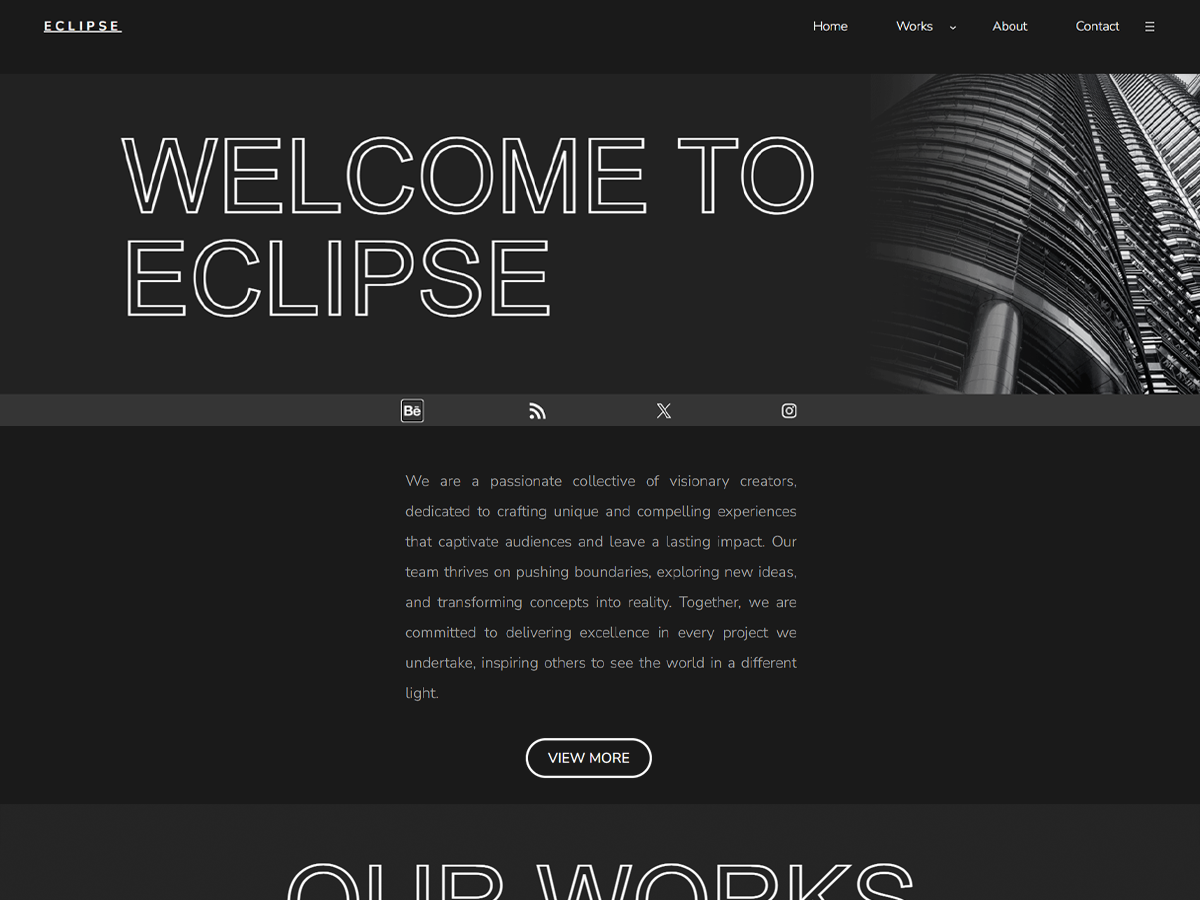 ECLIPSE
Home Works About Contact
WELCOME TO
ECLIPSE
Bē
We are a passionate collective of visionary creators,
dedicated to crafting unique and compelling experiences
that captivate audiences and leave a lasting impact. Our
team thrives on pushing boundaries, exploring new ideas,
and transforming concepts into reality. Together, we are
committed to delivering excellence in every project we
undertake, inspiring others to see the world in a different
light.
VIEW MORE
OUR WORKS